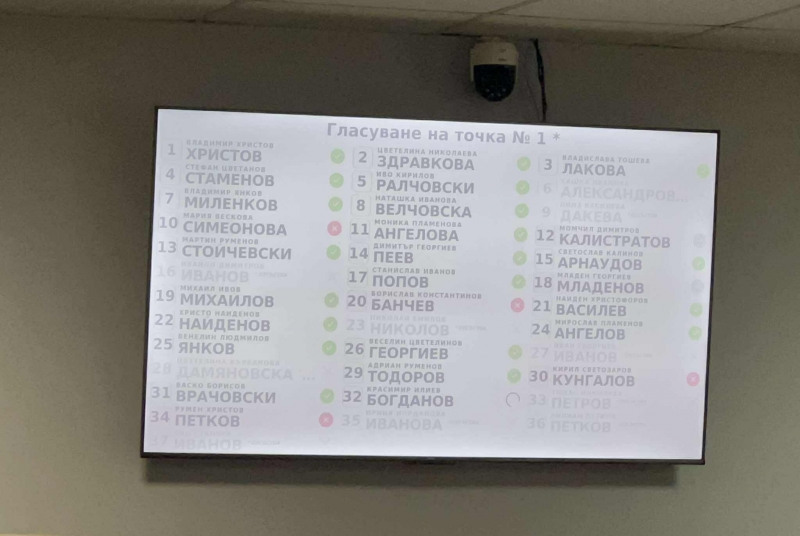 Гласуване на точка № 1 *
1 ВЛАДИМИР ХРИСТОВ
ХРИСТОВ
2 ЦВЕТЕЛИНА НИКОЛАЕВА
ЗДРАВКОВА
3 ВЛАДИСЛАВА ТОШЕВА
ЛАКОВА
4 СТЕФАН ЦВЕТАНОВ
СТАМЕНОВ
5 ИВО КИРИЛОВ
РАЛЧОВСКИ
6
АЛЕКСАНДРОВ...
7 ВЛАДИМИР ЯНКОВ
МИЛЕНКОВ
8 НАТАШКА ИВАНОВА
ВЕЛЧОВСКА
9
ДАКЕВА
10 МАРИЯ ВЕСКОВА
СИМЕОНОВА
11 МОНИКА ПЛАМЕНОВА
АНГЕЛОВА
12 МОМЧИЛ ДИМИТРОВ
КАЛИСТРАТОВ
13 МАРТИН РУМЕНОВ
СТОИЧЕВСКИ
14 ДИМИТЪР ГЕОРГИЕВ
ПЕЕВ
15 СВЕТОСЛАВ КАЛИНОВ
АРНАУДОВ
16
ИВАНОВ
17 СТАНИСЛАВ ИВАНОВ
ПОПОВ
18 МЛАДЕН ГЕОРГИЕВ
МЛАДЕНОВ
19 МИХАИЛ ИВОВ
МИХАЙЛОВ
20 БОРИСЛАВ КОНСТАНТИНОВ
БАНЧЕВ
21 НАЙДЕН ХРИСТОФОРОВ
ВАСИЛЕВ
22 ХРИСТО НАЙДЕНОВ
НАЙДЕНОВ
23
НИКОЛОВ
24 МИРОСЛАВ ПЛАМЕНОВ
АНГЕЛОВ
25 ВЕНЕЛИН ЛЮДМИЛОВ
ЯНКОВ
26 ВЕСЕЛИН ЦВЕТЕЛИНОВ
ГЕОРГИЕВ
27
ИВАНОВ
28
ДАМЯНОВСКА ...
29 АДРИАН РУМЕНОВ
ТОДОРОВ
30 КИРИЛ СВЕТОЗАРОВ
КУНГАЛОВ
31 ВАСКО БОРИСОВ
ВРАЧОВСКИ
32 КРАСИМИР ИЛИЕВ
БОГДАНОВ
33
ПЕТРОВ
34 РУМЕН ХРИСТОВ
ПЕТКОВ
35
ИВАНОВА
36
ПЕТКОВ
37
ИВАНОВ